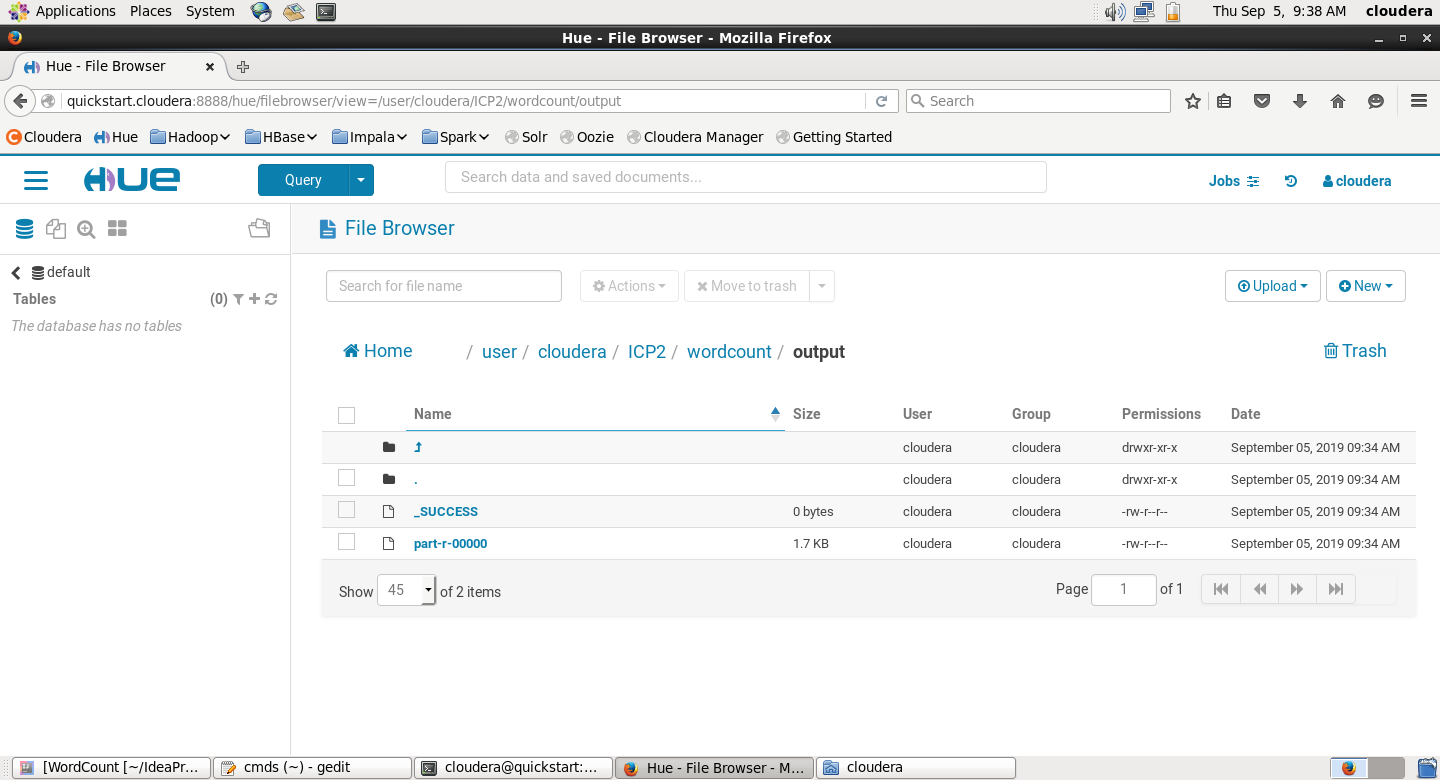 Applications Places System Thu Sep 5, 9:38 AM cloudera
Hue - File Browser - Mozilla Firefox
Hue - File Browser
quickstart.cloudera:8888/hue/filebrowser/view=/user/cloudera/ICP2/wordcount/output Search
Cloudera Hue Hadoop HBase Impala Spark Solr Oozie Cloudera Manager Getting Started
HUE Query Search data and saved documents... Jobs cloudera
File Browser
default
Tables (0)
The database has no tables
Search for file name Actions Move to trash Upload New
Home / user / cloudera / ICP2 / wordcount / output Trash
Name Size User Group Permissions Date
cloudera cloudera drwxr-xr-x September 05, 2019 09:34 AM
. cloudera cloudera drwxr-xr-x September 05, 2019 09:34 AM
_SUCCESS 0 bytes cloudera cloudera -rw-r--r-- September 05, 2019 09:34 AM
part-r-00000 1.7 KB cloudera cloudera -rw-r--r-- September 05, 2019 09:34 AM
Show 45 of 2 items Page 1 of 1
[WordCount [~/IdeaPr... cmds (~) - gedit cloudera@quickstart:... Hue - File Browser - M... cloudera